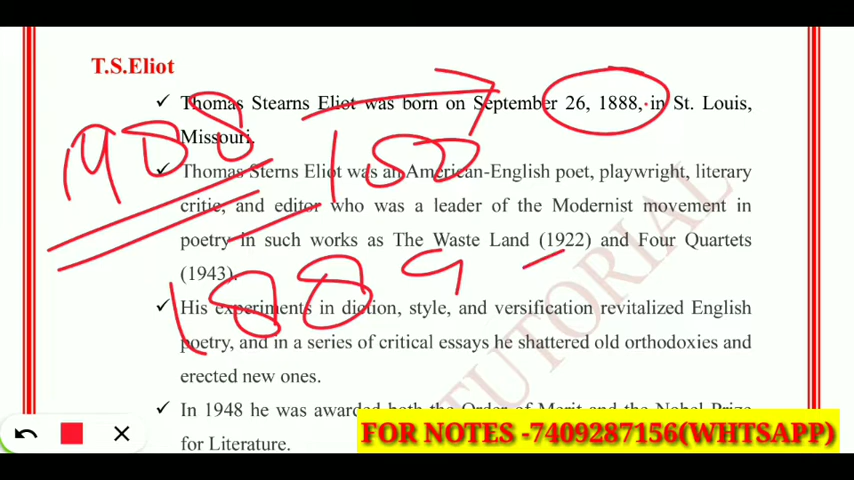 T.S.Eliot
✓ Thomas Stearns Eliot was born on September 26, 1888, in St. Louis,
Missouri.
✓ Thomas Sterns Eliot was an American-English poet, playwright, literary
critic, and editor who was a leader of the Modernist movement in
poetry in such works as The Waste Land (1922) and Four Quartets
(1943).
✓ His experiments in diction, style, and versification revitalized English
poetry, and in a series of critical essays he shattered old orthodoxies and
erected new ones.
✓ In 1948 he was awarded both the Order of Merit and the Nobel Prize
for Literature.
1988
1889
TUTORIAL
FOR NOTES -7409287156(WHTSAPP)